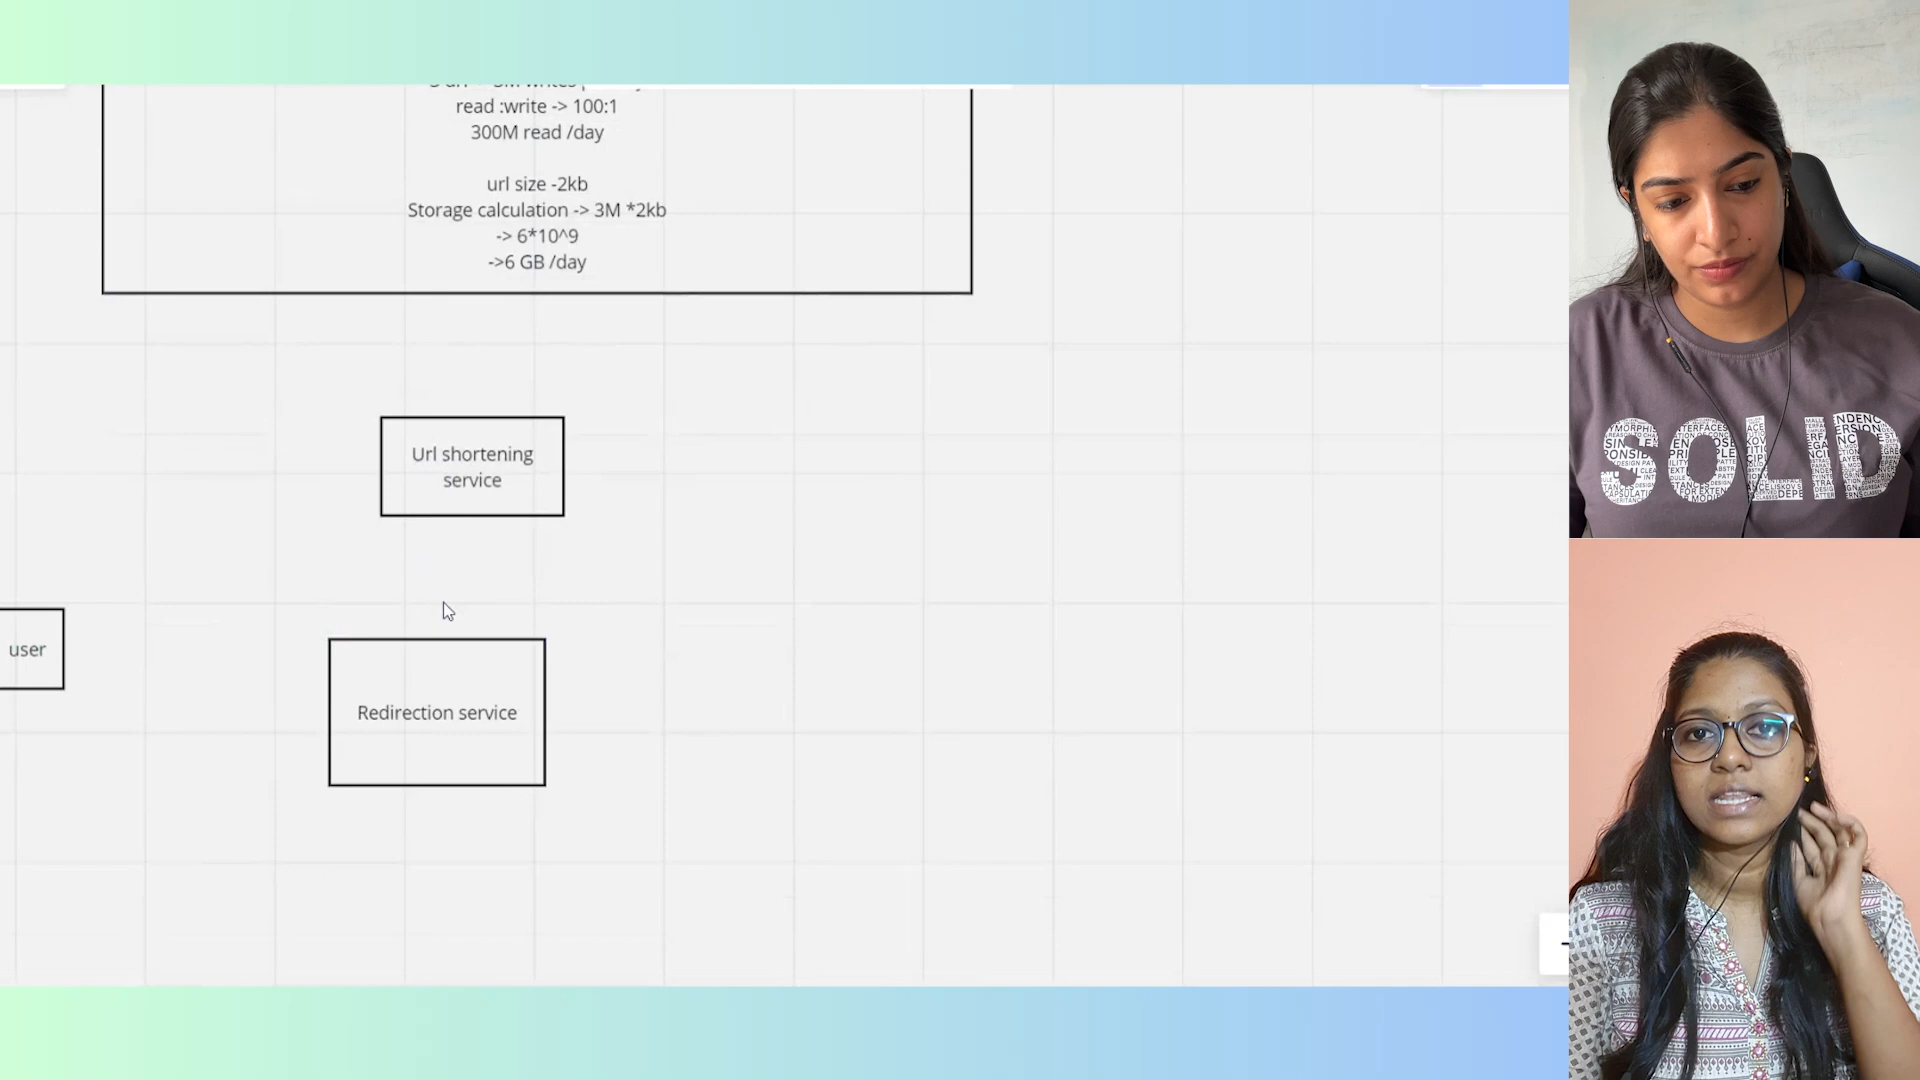 read :write -> 100:1
300M read /day
url size -2kb
Storage calculation -> 3M *2kb
-> 6*10^9
->6 GB /day
Url shortening
service
user
Redirection service
SOLID